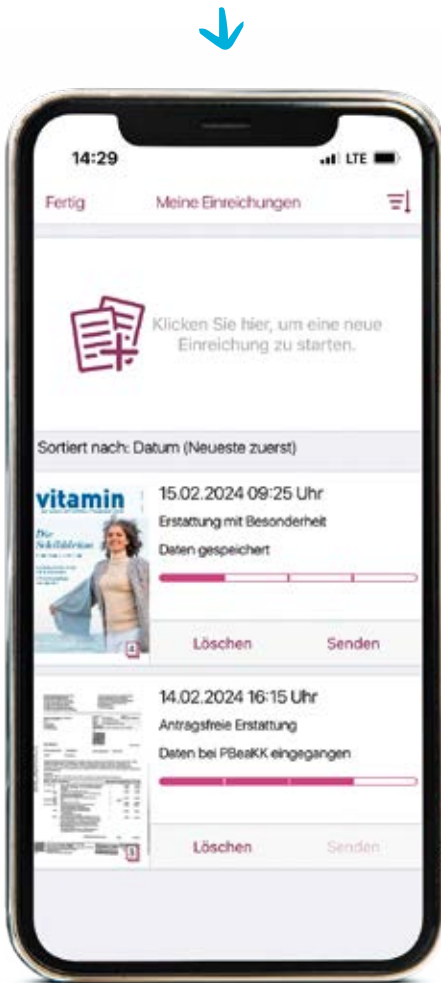 14:29
LTE
Fertig
Meine Einreichungen
Klicken Sie hier, um eine neue
Einreichung zu starten.
Sortiert nach: Datum (Neueste zuerst)
vitamin
Die
15.02.2024 09:25 Uhr
Erstattung mit Besonderheit
Daten gespeichert
Löschen
Senden
14.02.2024 16:15 Uhr
Antragsfreie Erstattung
Daten bei PBeaKK eingegangen
Löschen
Senden